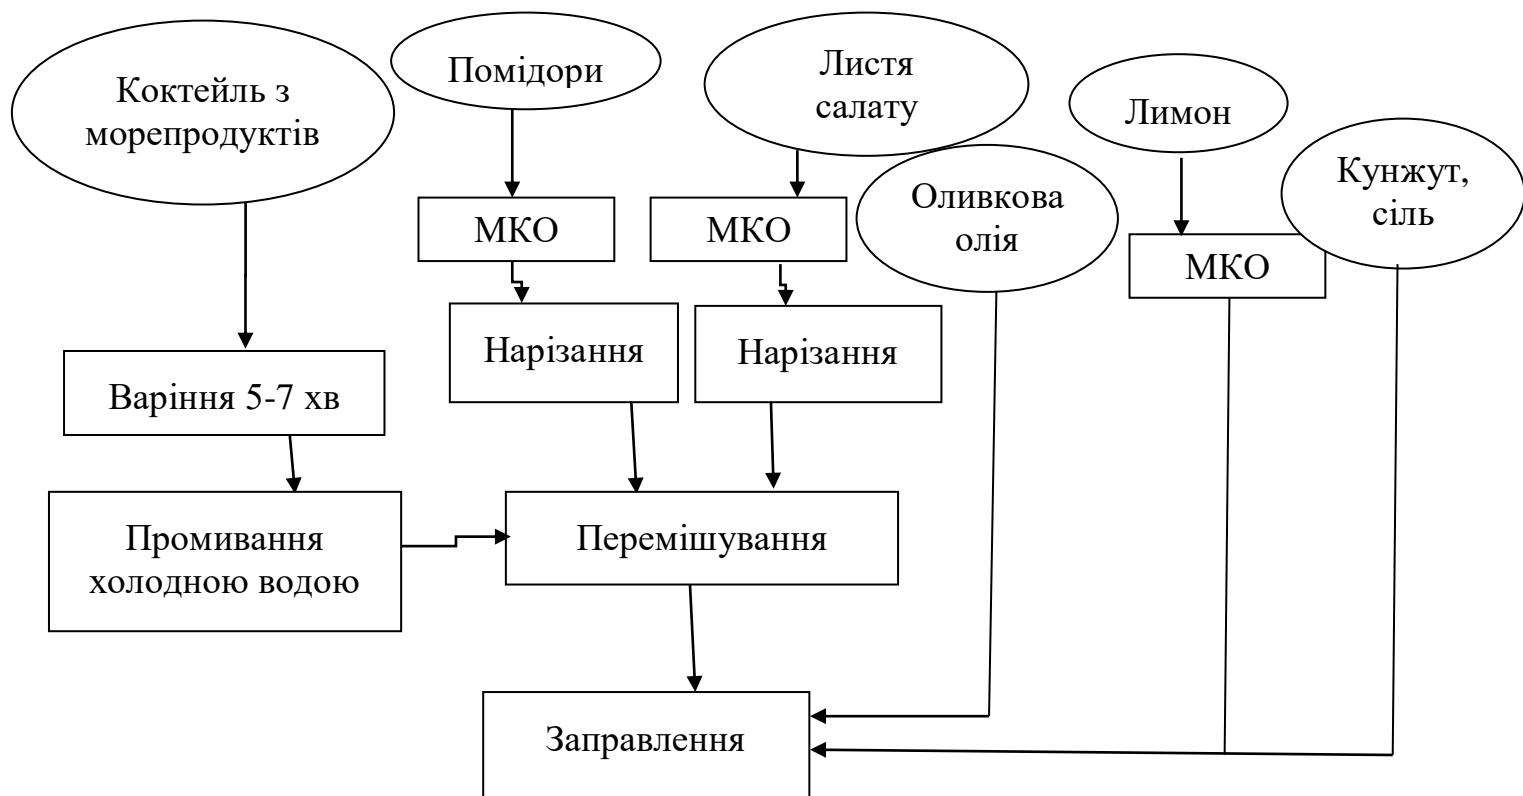 Коктейль з
морепродуктів
Помідори
Листя
салату
Лимон
Кунжут,
сіль
Оливкова
олія
МКО
МКО
МКО
Нарізання
Нарізання
Варіння 5-7 хв
Промивання
холодною водою
Перемішування
Заправлення